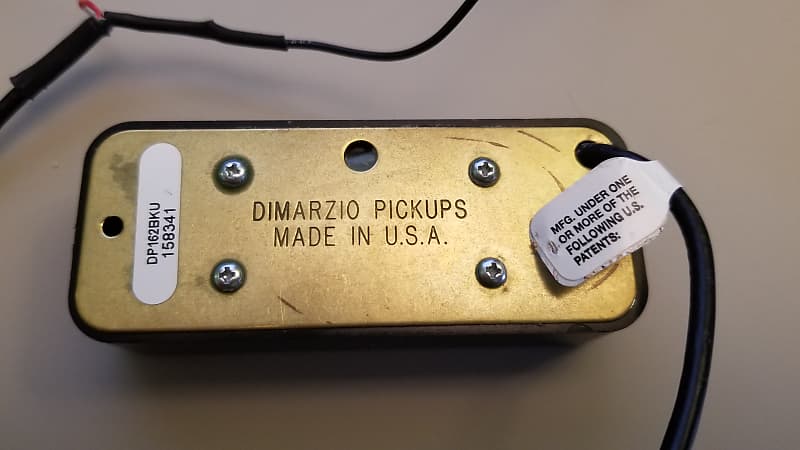 DP162BKU
158341
DIMARZIO PICKUPS
MADE IN U.S.A.
MFG. UNDER ONE
OR MORE OF THE
FOLLOWING U.S.
PATENTS: